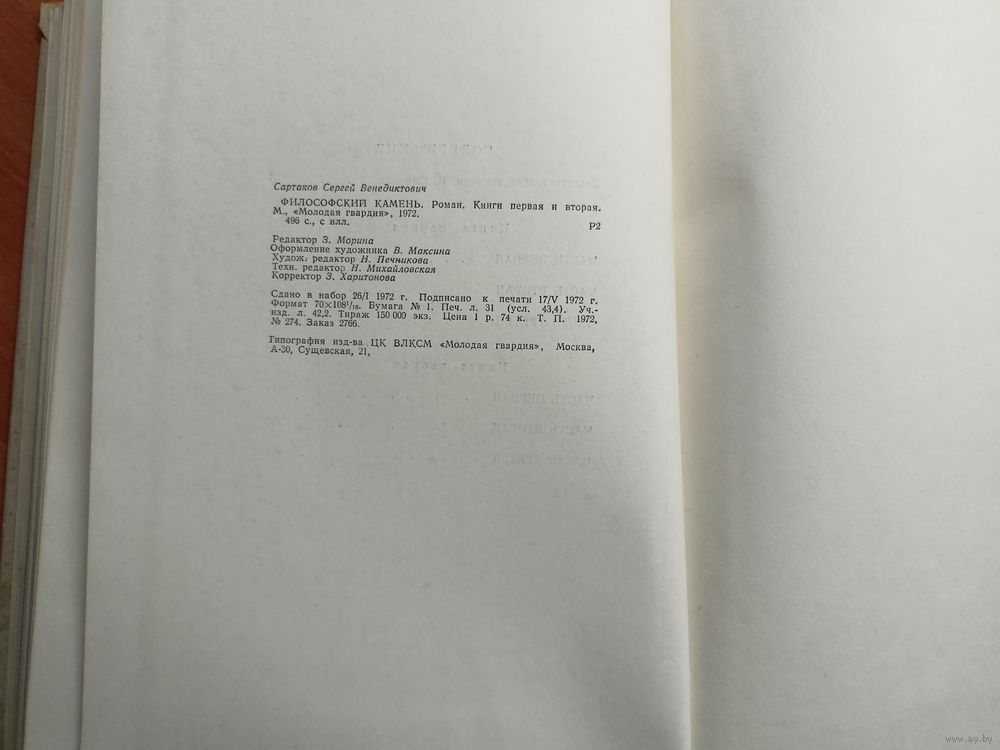 Сартаков Сергей Венедиктович
ФИЛОСОФСКИЙ КАМЕНЬ. Роман. Книги первая и вторая.
М., «Молодая гвардия», 1972.
496 с., с илл. Р2
Редактор З. Морина
Оформление художника В. Максина
Худож. редактор Н. Печникова
Техн. редактор Н. Михайловская
Корректор З. Харитонова
Сдано в набор 26/I 1972 г. Подписано к печати 17/V 1972 г.
Формат 70×108¹/₁₆. Бумага № 1. Печ. л. 31 (усл. 43,4). Уч.-
изд. л. 42,2. Тираж 150 000 экз. Цена 1 р. 74 к. Т. П. 1972,
№ 274. Заказ 2766.
Типография изд-ва ЦК ВЛКСМ «Молодая гвардия», Москва,
А-30, Сущевская, 21,
www.ay.by